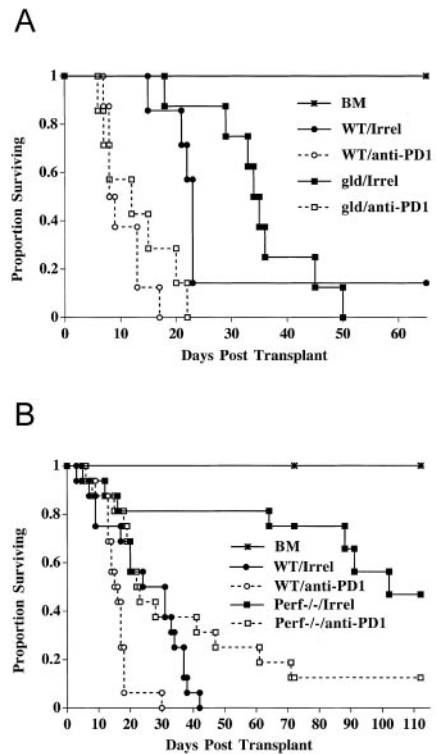 A
Proportion Surviving
1
0.8
0.6
0.4
0.2
0
BM
WT/Irrel
WT/anti-PD1
gld/Irrel
gld/anti-PD1
0 10 20 30 40 50 60
Days Post Transplant
B
Proportion Surviving
1
0.8
0.6
0.4
0.2
0
BM
WT/Irrel
WT/anti-PD1
Perf-/-/Irrel
Perf-/-/anti-PD1
0 10 20 30 40 50 60 70 80 90 100 110
Days Post Transplant